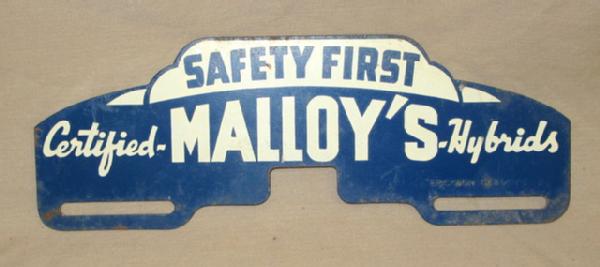 SAFETY FIRST
Certified-MALLOY'S-Hybrids